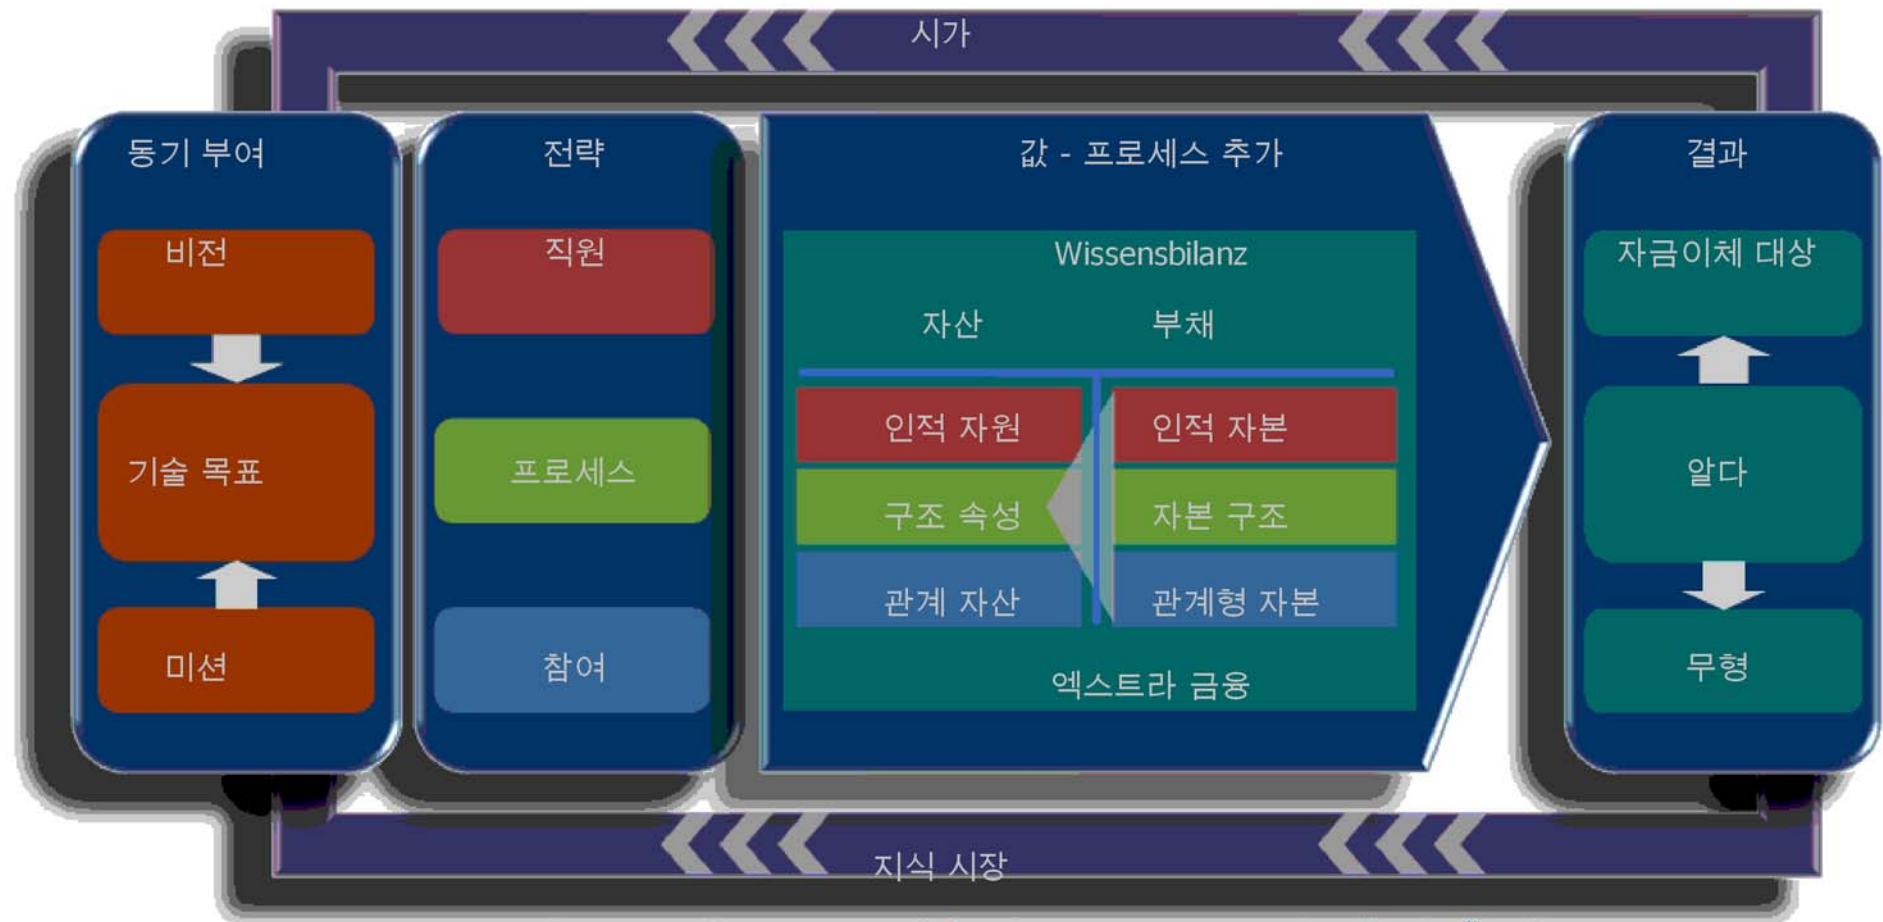 시가
동기 부여
비전
기술 목표
미션
전략
직원
프로세스
참여
값 - 프로세스 추가
Wissensbilanz
자산 부채
인적 자원 인적 자본
구조 속성 자본 구조
관계 자산 관계형 자본
엑스트라 금융
결과
자금이체 대상
알다
무형
지식 시장